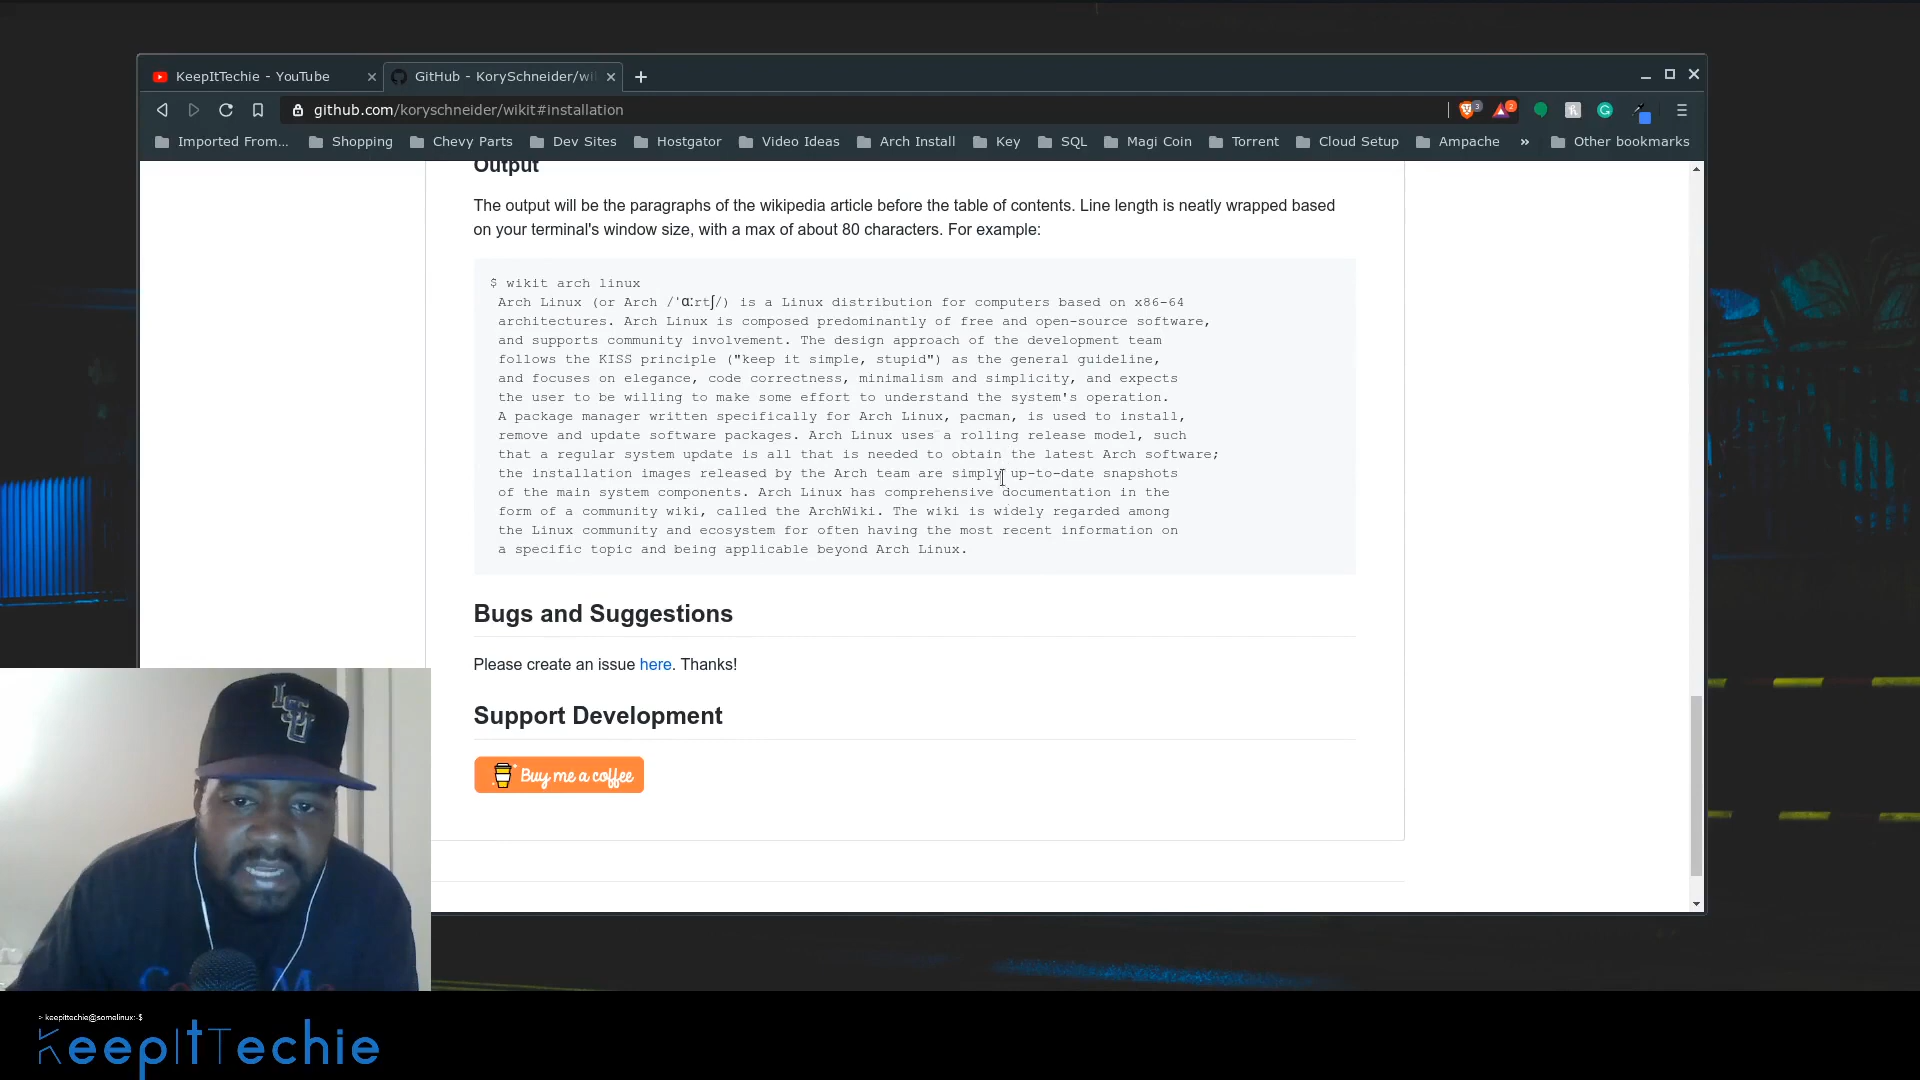 KeepItTechie - YouTube
GitHub - KorySchneider/wi
github.com/koryschneider/wikit#installation
3
2
Imported From...
Shopping
Chevy Parts
Dev Sites
Hostgator
Video Ideas
Arch Install
Key
SQL
Magi Coin
Torrent
Cloud Setup
Ampache
»
Other bookmarks
Output
The output will be the paragraphs of the wikipedia article before the table of contents. Line length is neatly wrapped based
on your terminal's window size, with a max of about 80 characters. For example:
$ wikit arch linux
Arch Linux (or Arch /ˈɑːrtʃ/) is a Linux distribution for computers based on x86-64
architectures. Arch Linux is composed predominantly of free and open-source software,
and supports community involvement. The design approach of the development team
follows the KISS principle ("keep it simple, stupid") as the general guideline,
and focuses on elegance, code correctness, minimalism and simplicity, and expects
the user to be willing to make some effort to understand the system's operation.
A package manager written specifically for Arch Linux, pacman, is used to install,
remove and update software packages. Arch Linux uses a rolling release model, such
that a regular system update is all that is needed to obtain the latest Arch software;
the installation images released by the Arch team are simply up-to-date snapshots
of the main system components. Arch Linux has comprehensive documentation in the
form of a community wiki, called the ArchWiki. The wiki is widely regarded among
the Linux community and ecosystem for often having the most recent information on
a specific topic and being applicable beyond Arch Linux.
Bugs and Suggestions
Please create an issue here. Thanks!
Support Development
Buy me a coffee
LSU
> keepittechie@somelinux:-$
KeepItTechie